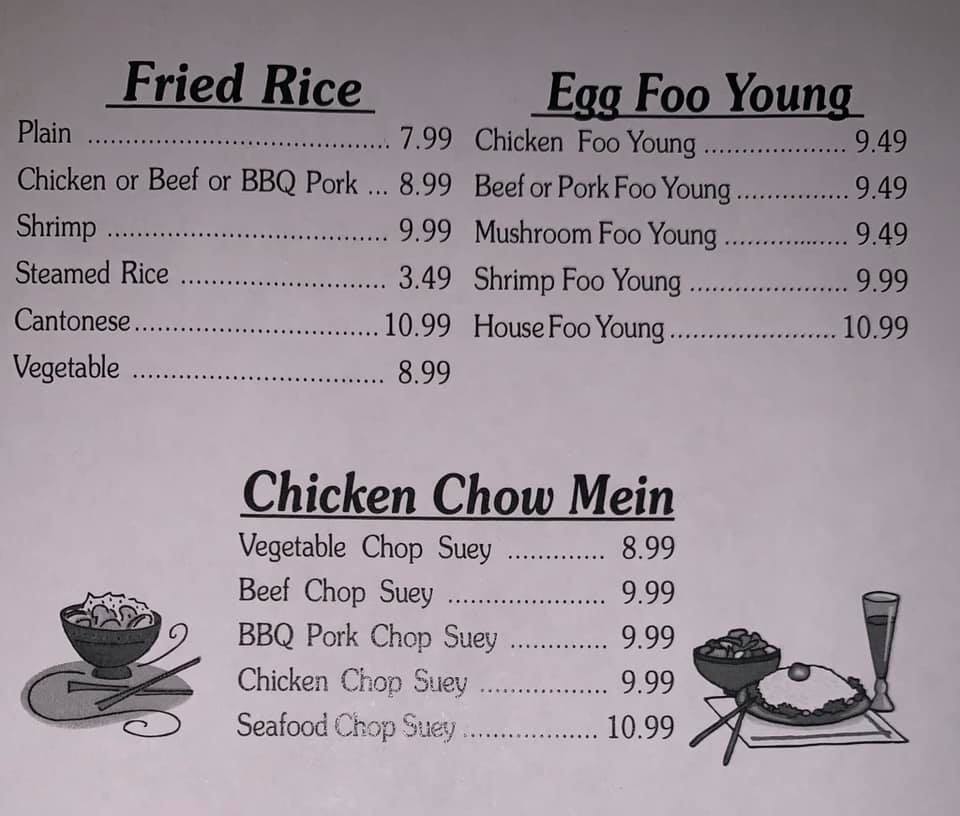 Fried Rice
Plain ........................................ 7.99
Chicken or Beef or BBQ Pork ... 8.99
Shrimp ..................................... 9.99
Steamed Rice ........................... 3.49
Cantonese ................................ 10.99
Vegetable ................................. 8.99
Egg Foo Young
Chicken Foo Young ................... 9.49
Beef or Pork Foo Young ............... 9.49
Mushroom Foo Young ................ 9.49
Shrimp Foo Young ..................... 9.99
House Foo Young ...................... 10.99
Chicken Chow Mein
Vegetable Chop Suey ............. 8.99
Beef Chop Suey ..................... 9.99
BBQ Pork Chop Suey ............. 9.99
Chicken Chop Suey ................. 9.99
Seafood Chop Suey .................. 10.99